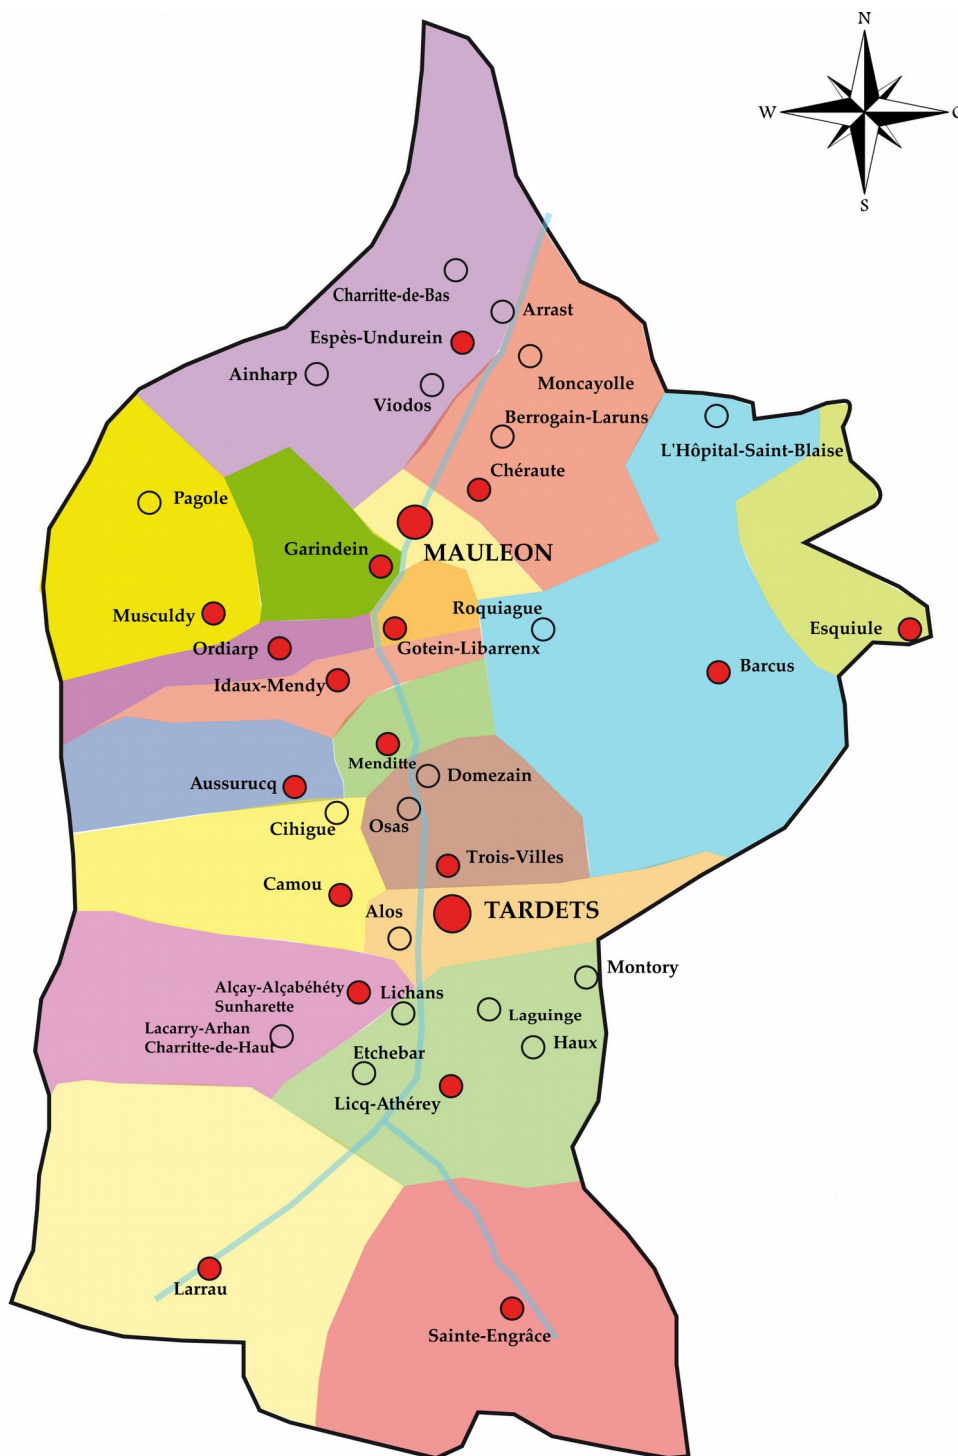 N
W
S
Charritte-de-Bas
Arrast
Espès-Undurein
Ainharp
Moncayolle
Viodos
Berrogain-Laruns
L'Hôpital-Saint-Blaise
Chéraute
Pagole
MAULEON
Garindein
Roquiague
Musculdy
Esquiule
Ordiarp
Gotein-Libarrenx
Barcus
Idaux-Mendy
Menditte
Domezain
Aussurucq
Cihigue
Osas
Trois-Villes
Camou
Alos
TARDETS
Montory
Alçay-Alçabéhéty
Sunharette
Lichans
Laguinge
Lacarry-Arhan
Charritte-de-Haut
Haux
Etchebar
Licq-Athérey
Larrau
Sainte-Engrâce